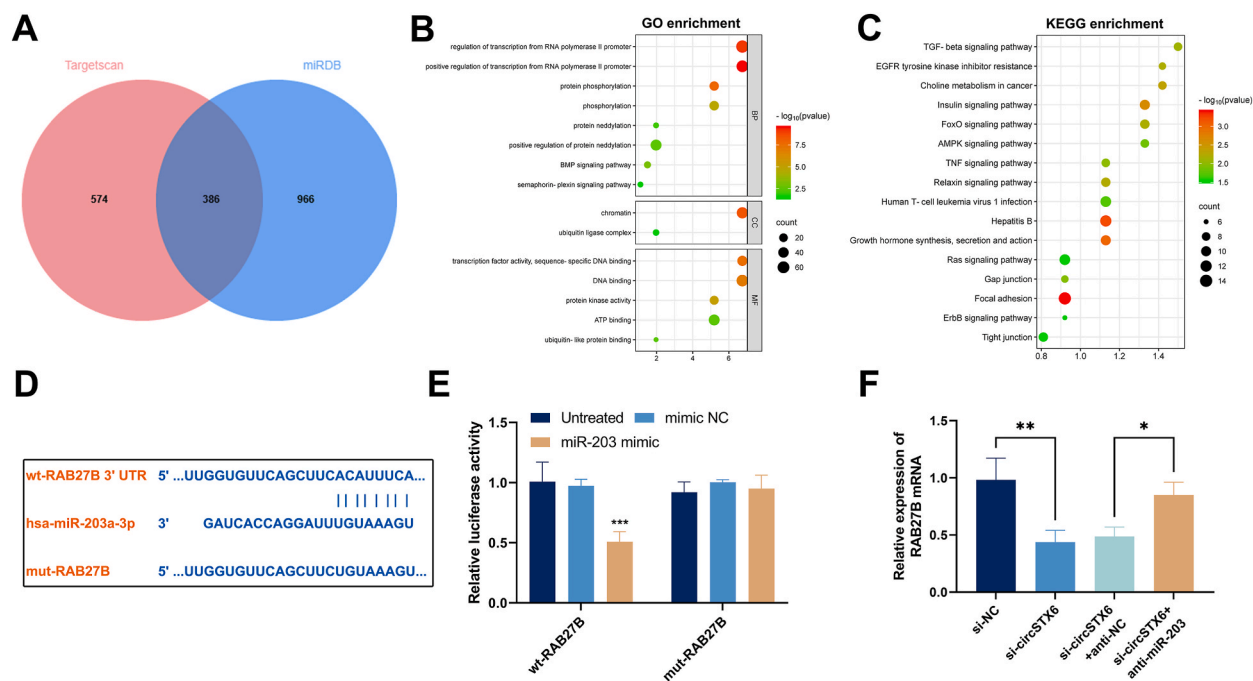 A
Targetscan
miRDB
574
386
966
B
GO enrichment
regulation of transcription from RNA polymerase II promoter
positive regulation of transcription from RNA polymerase II promoter
protein phosphorylation
phosphorylation
protein neddylation
positive regulation of protein neddylation
BMP signaling pathway
semaphorin- plexin signaling pathway
BP
chromatin
ubiquitin ligase complex
CC
transcription factor activity, sequence- specific DNA binding
DNA binding
protein kinase activity
ATP binding
ubiquitin- like protein binding
MF
2 4 6
- log10(pvalue)
7.5
5.0
2.5
count
20
40
60
C
KEGG enrichment
TGF- beta signaling pathway
EGFR tyrosine kinase inhibitor resistance
Choline metabolism in cancer
Insulin signaling pathway
FoxO signaling pathway
AMPK signaling pathway
TNF signaling pathway
Relaxin signaling pathway
Human T- cell leukemia virus 1 infection
Hepatitis B
Growth hormone synthesis, secretion and action
Ras signaling pathway
Gap junction
Focal adhesion
ErbB signaling pathway
Tight junction
0.8 1.0 1.2 1.4
- log10(pvalue)
3.0
2.5
2.0
1.5
count
6
8
10
12
14
D
wt-RAB27B 3' UTR 5' ...UUGGUGUUCAGCUUCACAUUUCA...
hsa-miR-203a-3p 3' GAUCACCAGGAUUUGUAAAGU
mut-RAB27B 5' ...UUGGUGUUCAGCUUCUGUAAAGU...
E
Untreated
mimic NC
miR-203 mimic
Relative luciferase activity
1.5
1.0
0.5
0.0
***
wt-RAB27B
mut-RAB27B
F
Relative expression of
RAB27B mRNA
1.5
1.0
0.5
0.0
**
*
si-NC
si-circSTX6
si-circSTX6
+anti-NC
si-circSTX6+
anti-miR-203